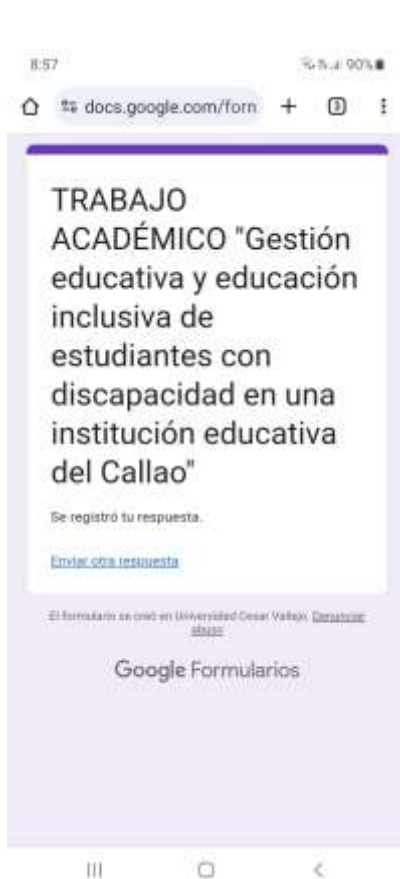 8:57
90%
docs.google.com/forn
3
TRABAJO
ACADÉMICO "Gestión
educativa y educación
inclusiva de
estudiantes con
discapacidad en una
institución educativa
del Callao"
Se registró tu respuesta.
Enviar otra respuesta
El formulario se creó en Universidad Cesar Vallejo. Denunciar
abuso
Google Formularios